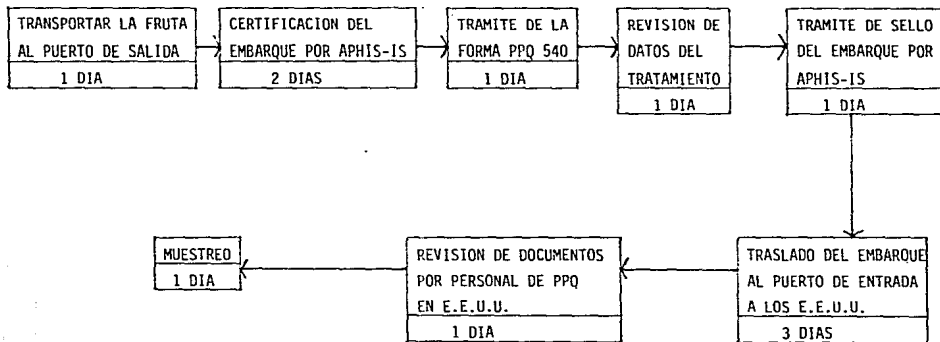 TRANSPORTAR LA FRUTA
AL PUERTO DE SALIDA
1 DIA
CERTIFICACION DEL
EMBARQUE POR APHIS-IS
2 DIAS
TRAMITE DE LA
FORMA PPQ 540
1 DIA
REVISION DE
DATOS DEL
TRATAMIENTO
1 DIA
TRAMITE DE SELLO
DEL EMBARQUE POR
APHIS-IS
1 DIA
TRASLADO DEL EMBARQUE
AL PUERTO DE ENTRADA
A LOS E.E.U.U.
3 DIAS
REVISION DE DOCUMENTOS
POR PERSONAL DE PPQ
EN E.E.U.U.
1 DIA
MUESTREO
1 DIA